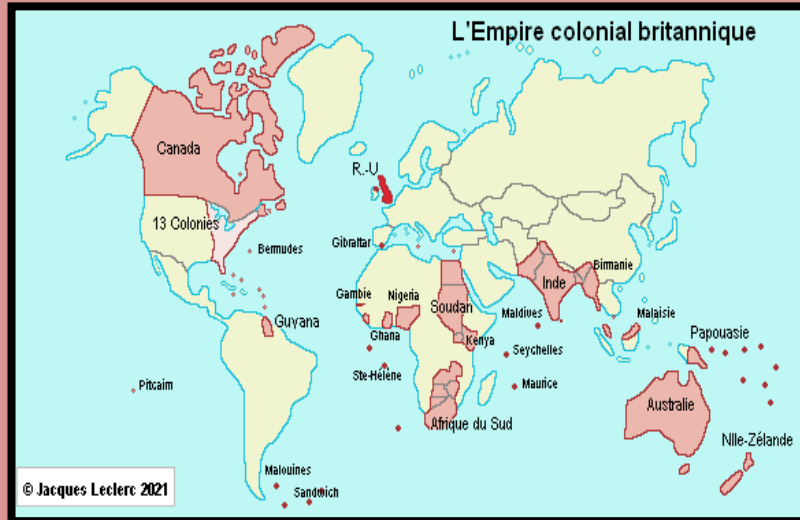 L'Empire colonial britannique
Canada
R.-U
13 Colonies
Bermudes
Gibraltar
Birmanie
Inde
Gambie
Nigeria
Soudan
Maldives
Malaisie
Guyana
Ghana
Kenya
Papouasie
Seychelles
Ste-Hélène
Pitcairn
Maurice
Australie
Afrique du Sud
Nlle-Zélande
Malouines
Sandwich
© Jacques Leclerc 2021